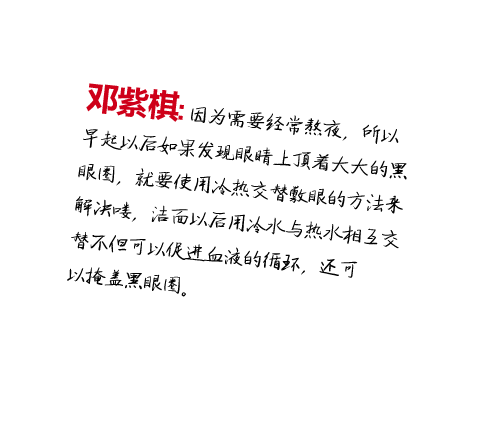 邓紫棋:因为需要经常熬夜，所以
早起以后如果发现眼睛上顶着大大的黑
眼圈，就要使用冷热交替敷眼的方法来
解决喽，洁面以后用冷水与热水相互交
替不但可以促进血液的循环，还可
以掩盖黑眼圈。